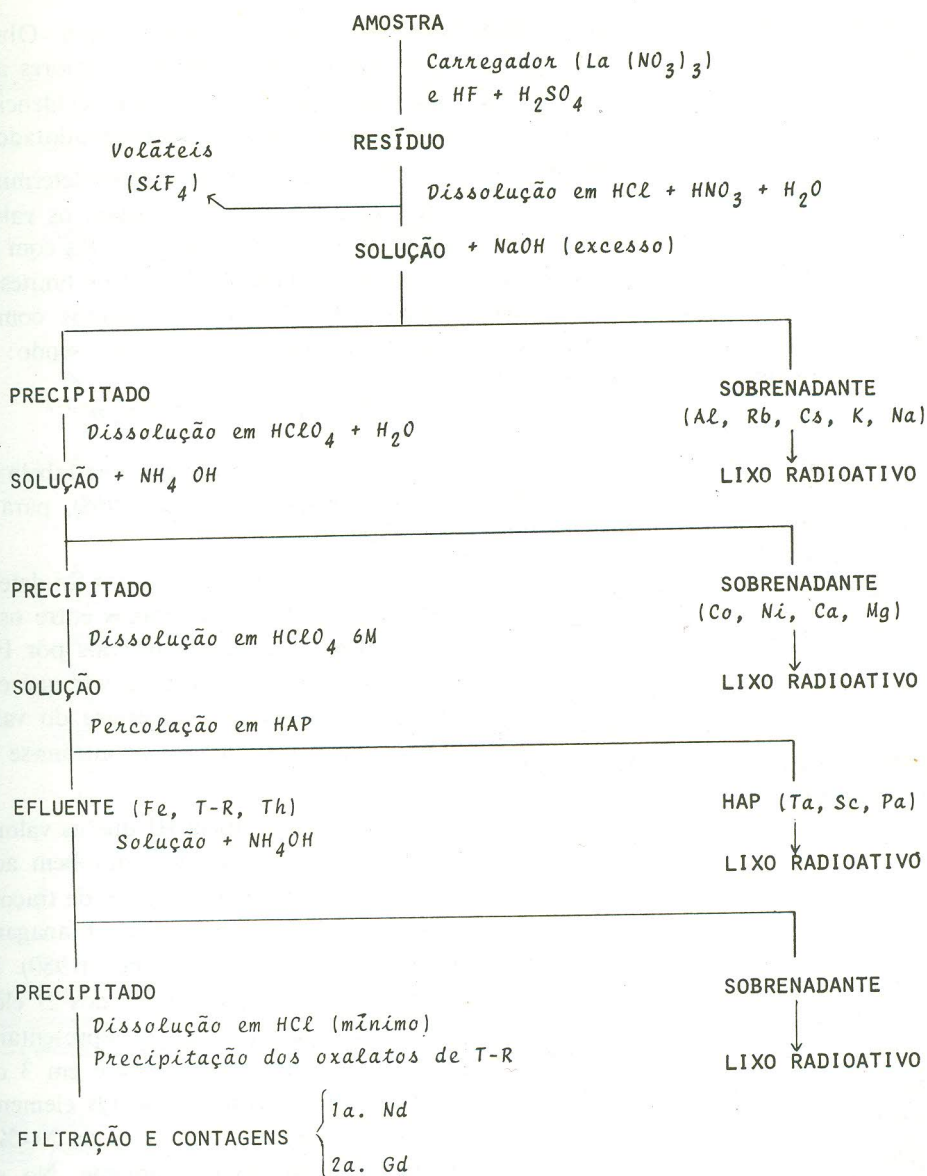 AMOSTRA
Carregador (La (NO3)3)
e HF + H2SO4
RESÍDUO
Voláteis
(SiF4)
Dissolução em HCl + HNO3 + H2O
SOLUÇÃO + NaOH (excesso)
PRECIPITADO
Dissolução em HClO4 + H2O
SOLUÇÃO + NH4 OH
SOBRENADANTE
(Al, Rb, Cs, K, Na)
LIXO RADIOATIVO
PRECIPITADO
Dissolução em HClO4 6M
SOLUÇÃO
SOBRENADANTE
(Co, Ni, Ca, Mg)
LIXO RADIOATIVO
Percolação em HAP
EFLUENTE (Fe, T-R, Th)
Solução + NH4OH
HAP (Ta, Sc, Pa)
LIXO RADIOATIVO
PRECIPITADO
Dissolução em HCl (mínimo)
Precipitação dos oxalatos de T-R
SOBRENADANTE
LIXO RADIOATIVO
FILTRAÇÃO E CONTAGENS
1a. Nd
2a. Gd